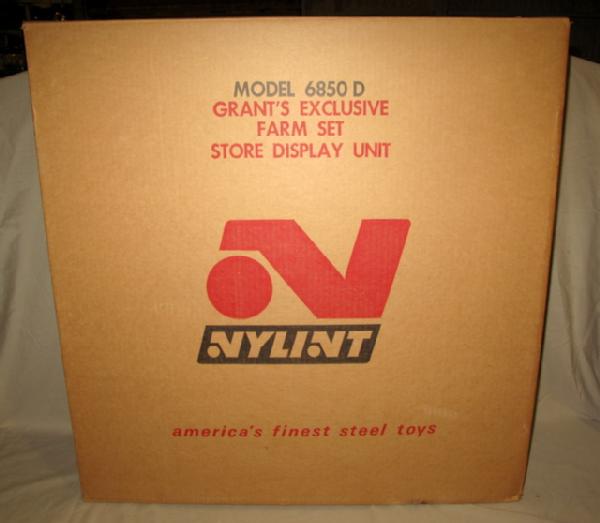 MODEL 6850 D
GRANT'S EXCLUSIVE
FARM SET
STORE DISPLAY UNIT
NYLINT
america's finest steel toys